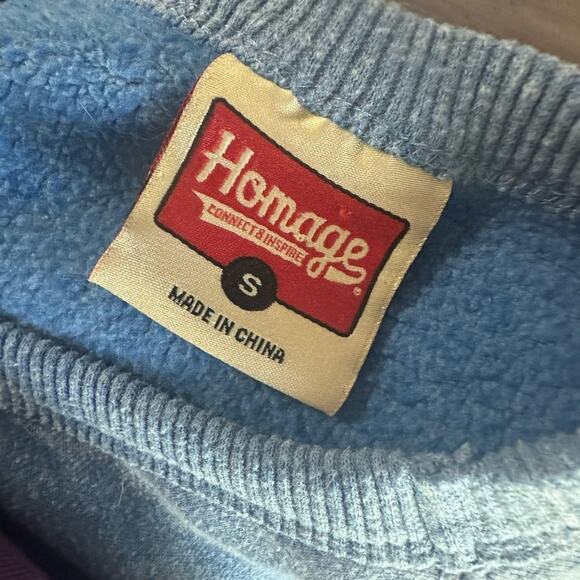 Homage
CONNECT&INSPIRE
®
S
MADE IN CHINA